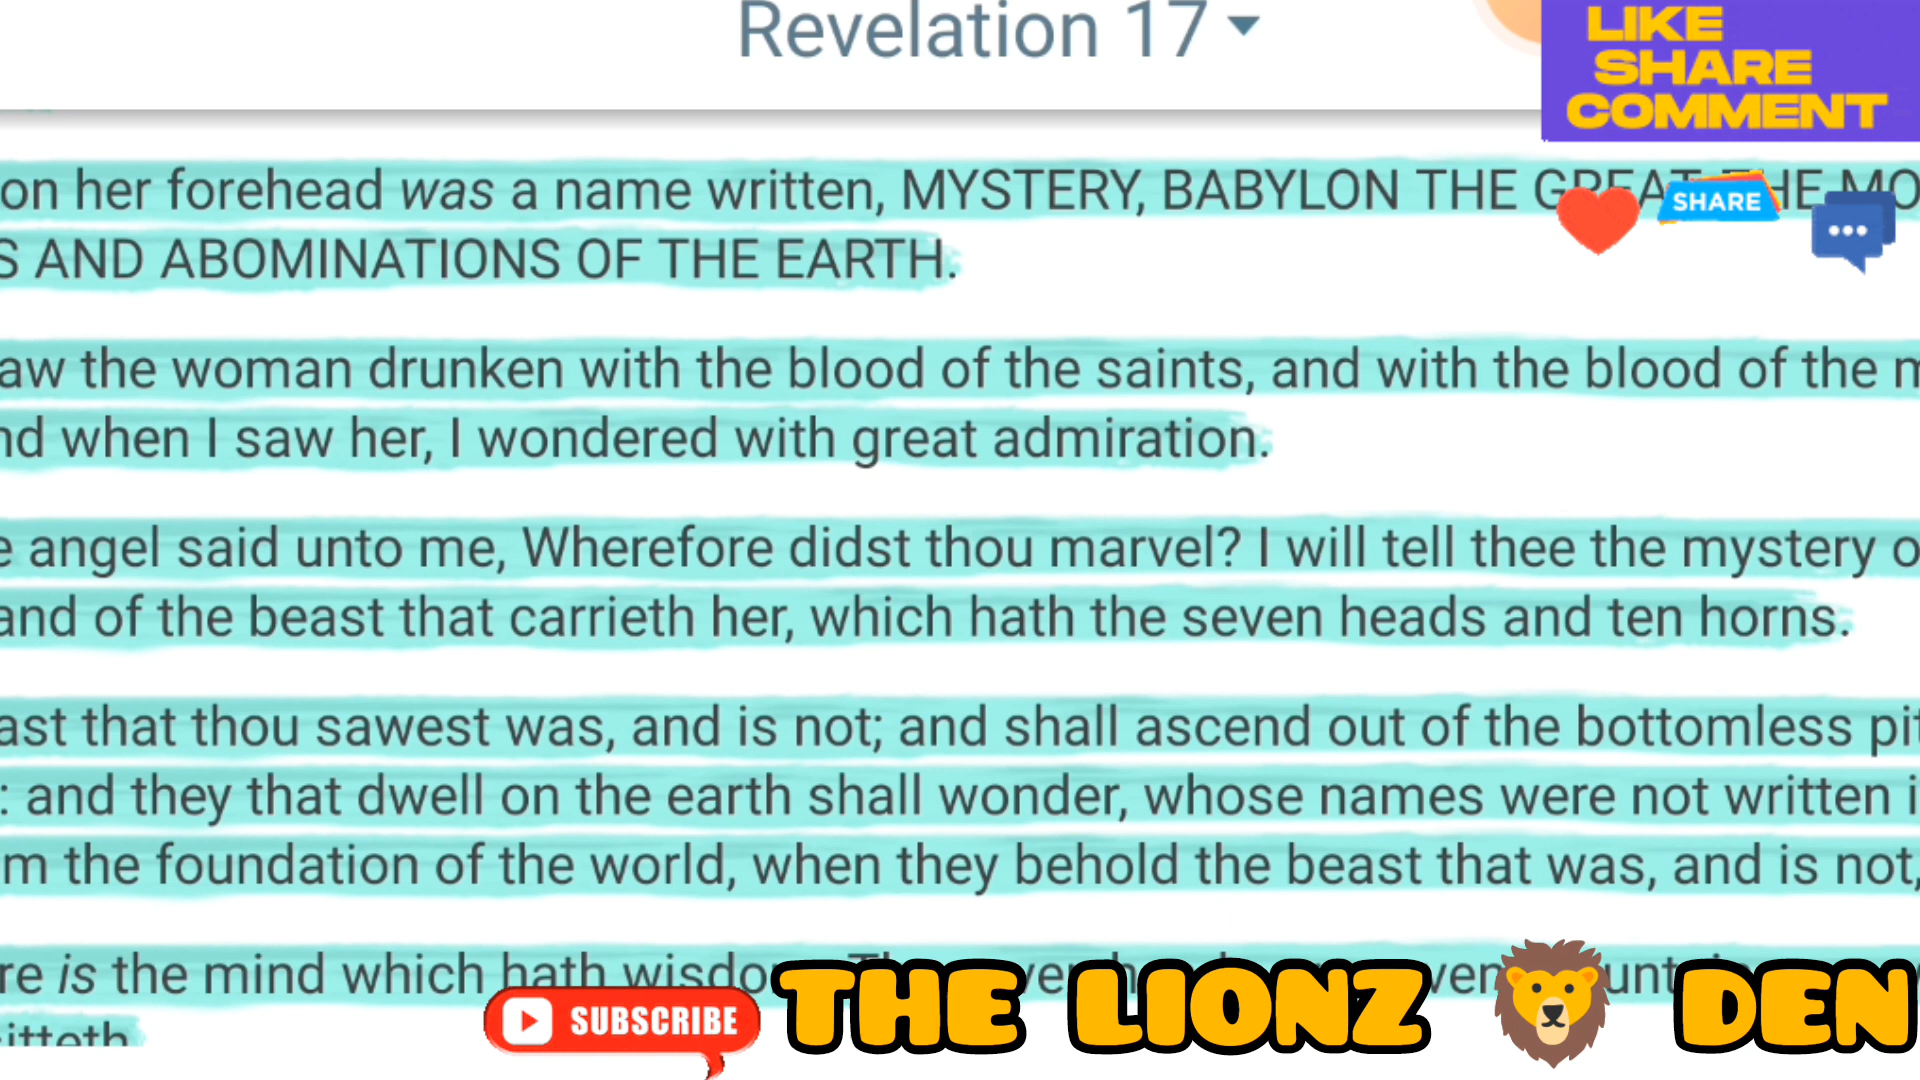 Revelation 17
LIKE
SHARE
COMMENT
on her forehead was a name written, MYSTERY, BABYLON THE GREAT THE MO
SHARE
S AND ABOMINATIONS OF THE EARTH.
aw the woman drunken with the blood of the saints, and with the blood of the m
nd when I saw her, I wondered with great admiration.
e angel said unto me, Wherefore didst thou marvel? I will tell thee the mystery o
and of the beast that carrieth her, which hath the seven heads and ten horns.
ast that thou sawest was, and is not; and shall ascend out of the bottomless pit
: and they that dwell on the earth shall wonder, whose names were not written i
m the foundation of the world, when they behold the beast that was, and is not,
re is the mind which hath wisdo
SUBSCRIBE THE LIONZ DEN
itteth